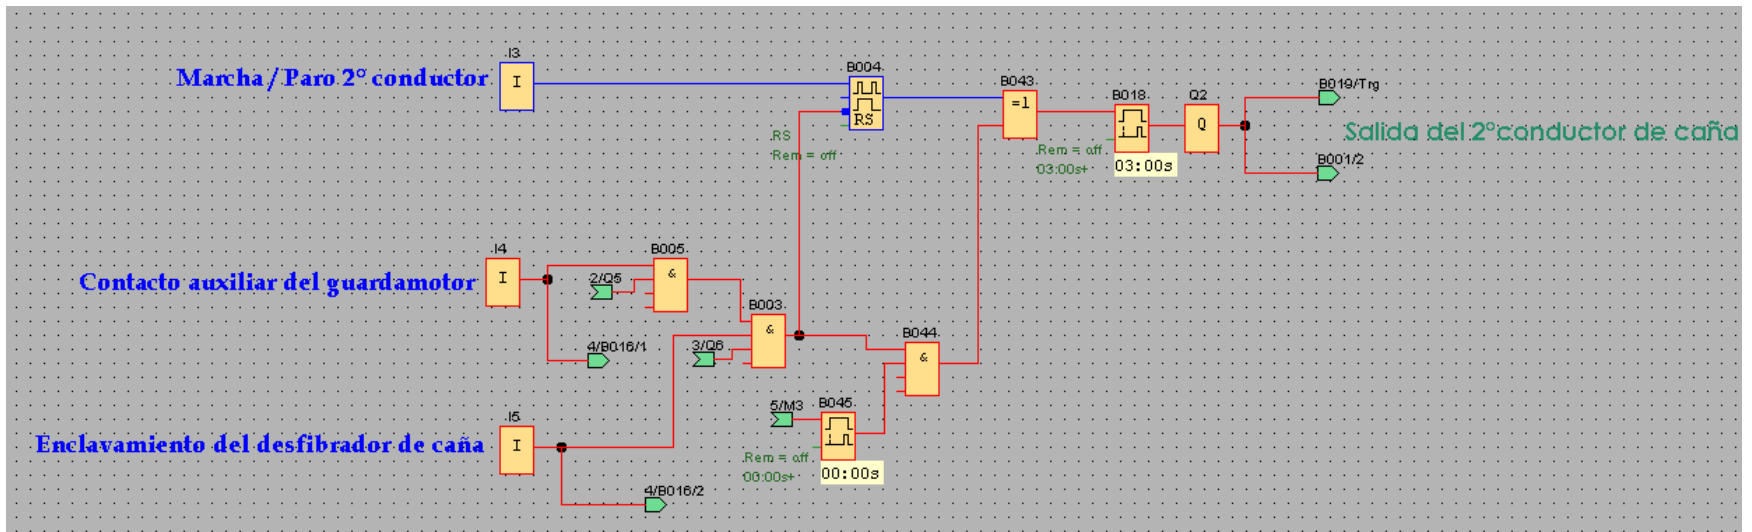 I3
I
Marcha / Paro 2° conductor
B004
RS
RS
Rem = off
B043
=1
B018
Rem = off
03:00s+
03:00s
Q2
Q
B019/Trg
Salida del 2°conductor de caña
B001/2
I4
I
Contacto auxiliar del guardamotor
B005
&
2/Q5
B003
&
3/Q6
4/B016/1
B044
&
5/M3
B045
Rem = off
00:00s+
00:00s
I5
I
Enclavamiento del desfibrador de caña
4/B016/2